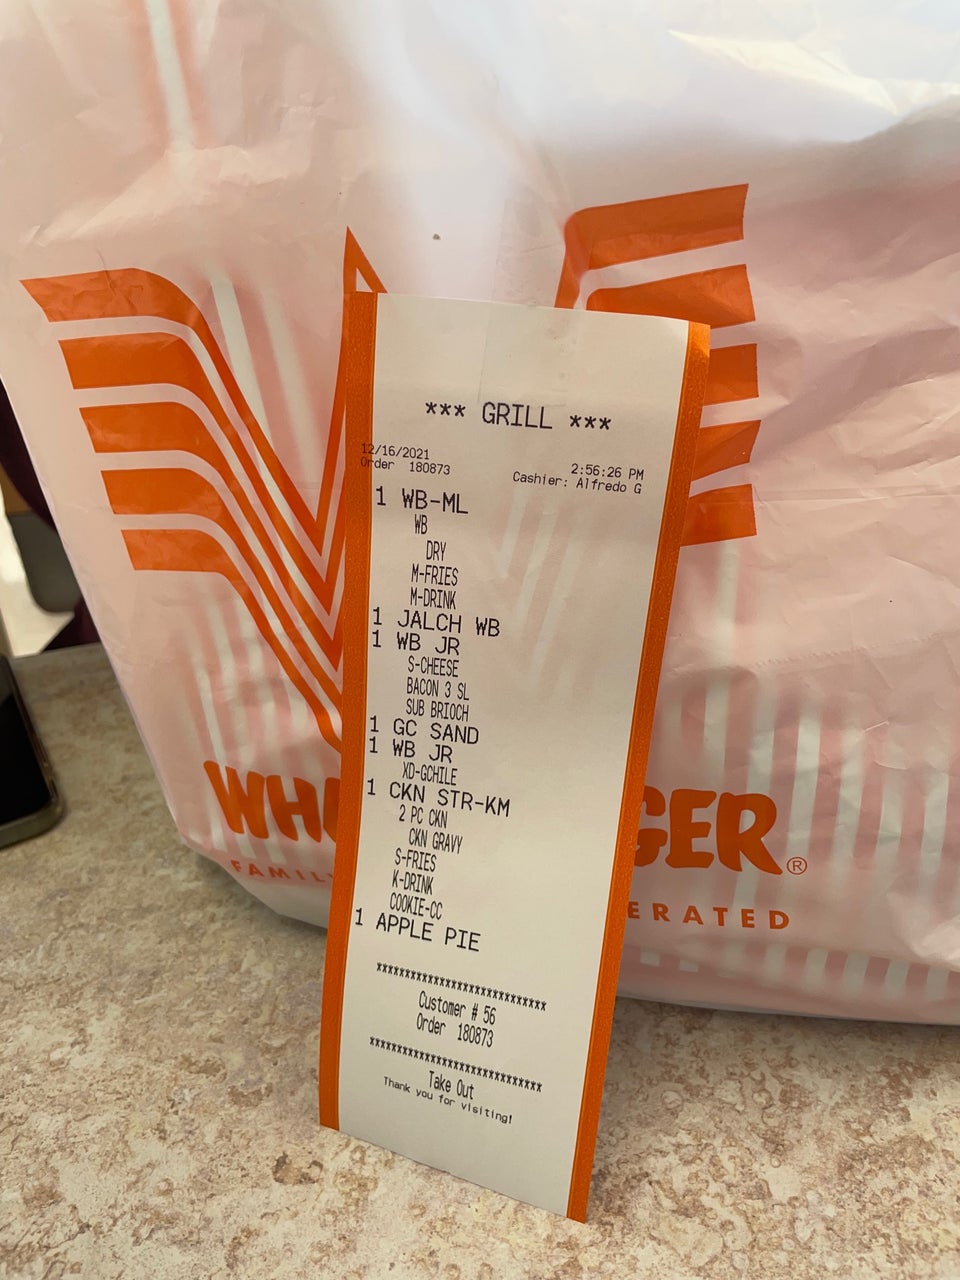 *** GRILL ***
12/16/2021 2:56:26 PM
Order 180873 Cashier: Alfredo G
1 WB-ML
WB
DRY
M-FRIES
M-DRINK
1 JALCH WB
1 WB JR
S-CHEESE
BACON 3 SL
SUB BRIOCH
1 GC SAND
1 WB JR
XD-GCHILE
1 CKN STR-KM
2 PC CKN
CKN GRAVY
S-FRIES
K-DRINK
COOKIE-CC
1 APPLE PIE
*******************************
Customer # 56
Order 180873
*******************************
Take Out
Thank you for visiting!
WH GER®
FAMIL ERATED